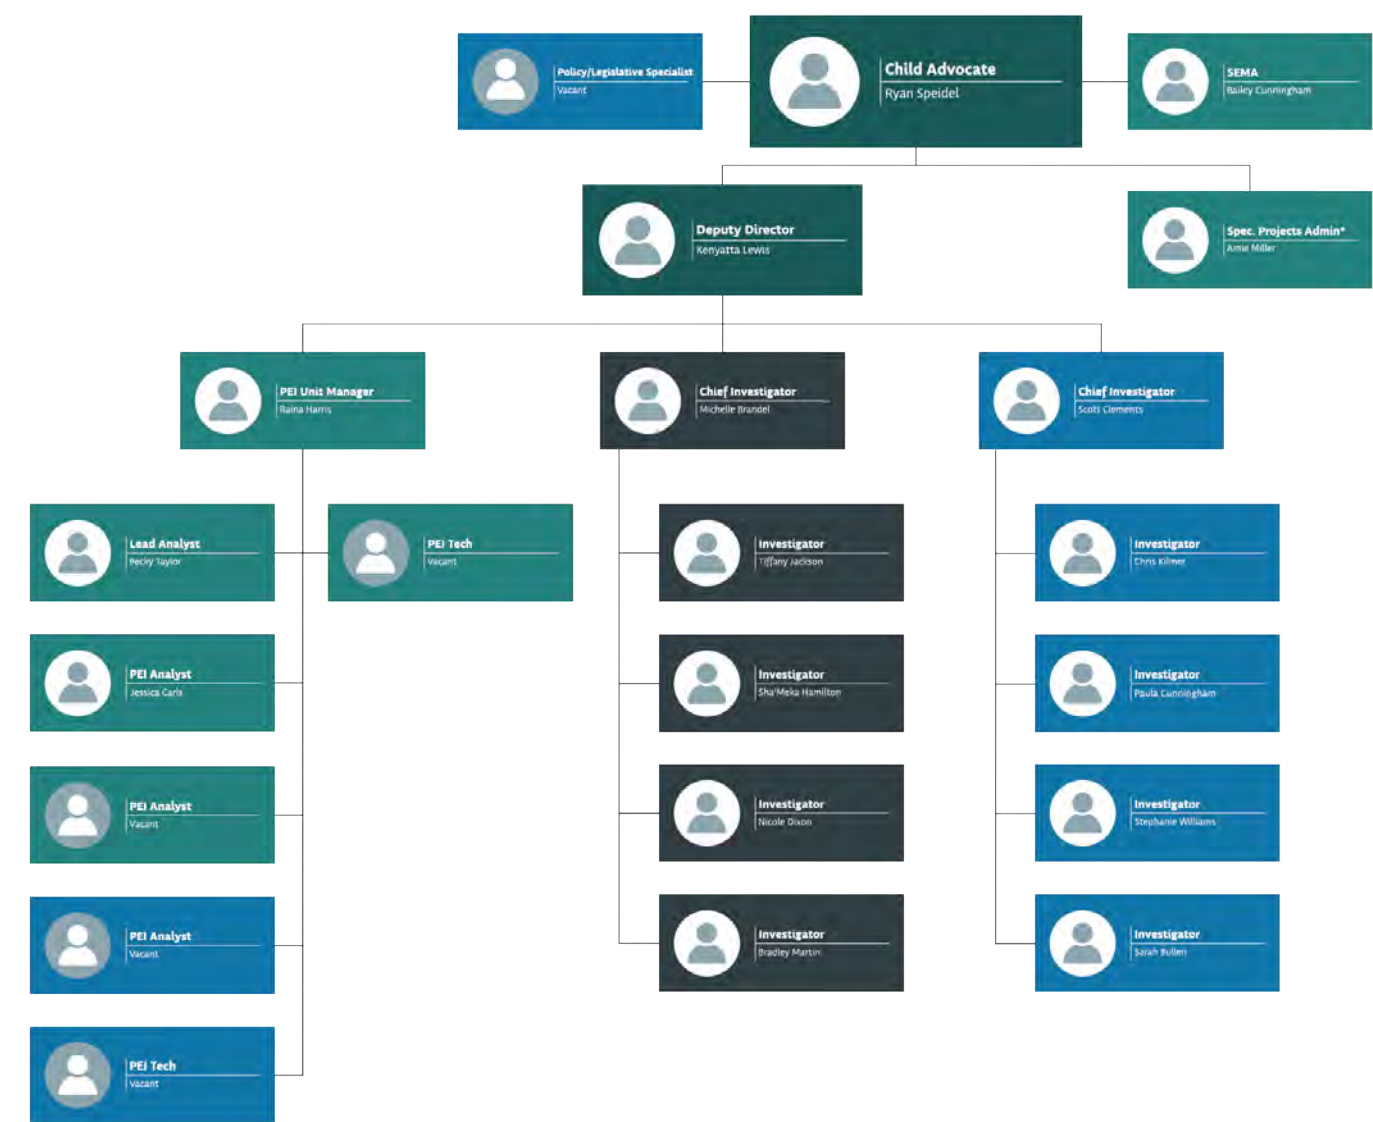 Policy/Legislative Specialist
Vacant
Child Advocate
Ryan Speidel
SEMA
Bailey Cunningham
Deputy Director
Kenyatta Lewis
Spec. Projects Admin*
Amie Miller
PEI Unit Manager
Raina Harris
Chief Investigator
Michelle Brandel
Chief Investigator
Scott Clements
Lead Analyst
Becky Taylor
PEI Tech
Vacant
Investigator
Tiffany Jackson
Investigator
Chris Kilmer
PEI Analyst
Jessica Carls
Investigator
Sha'Meka Hamilton
Investigator
Paula Cunningham
PEI Analyst
Vacant
Investigator
Nicole Dixon
Investigator
Stephanie Williams
PEI Analyst
Vacant
Investigator
Bradley Martin
Investigator
Sarah Bullen
PEI Tech
Vacant